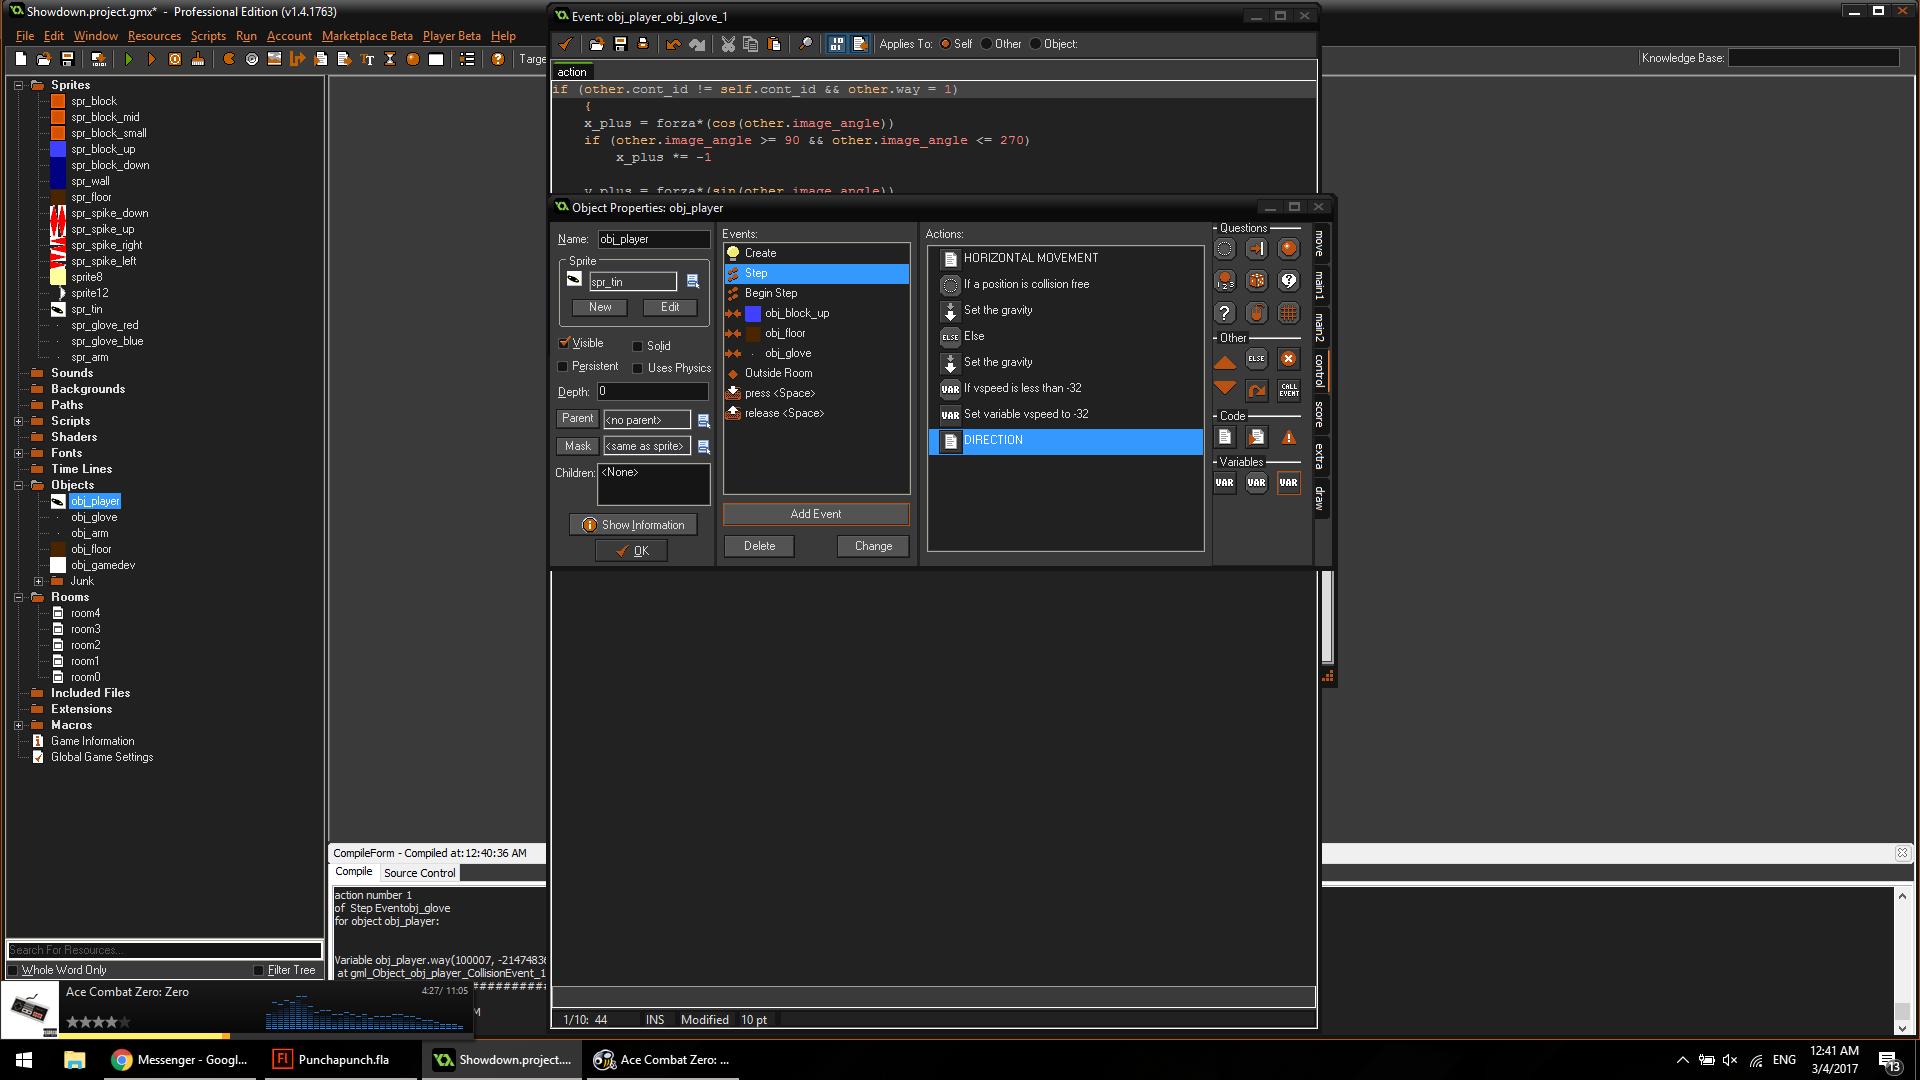 Showdown.project.gmx* - Professional Edition (v1.4.1763)
File Edit Window Resources Scripts Run Account Marketplace Beta Player Beta Help
Targe
Knowledge Base:
Sprites
spr_block
spr_block_mid
spr_block_small
spr_block_up
spr_block_down
spr_wall
spr_floor
spr_spike_down
spr_spike_up
spr_spike_right
spr_spike_left
sprite8
sprite12
spr_tin
spr_glove_red
spr_glove_blue
spr_arm
Sounds
Backgrounds
Paths
Scripts
Shaders
Fonts
Time Lines
Objects
obj_player
obj_glove
obj_arm
obj_floor
obj_gamedev
Junk
Rooms
room4
room3
room2
room1
room0
Included Files
Extensions
Macros
Game Information
Global Game Settings
Search For Resources...
Whole Word Only Filter Tree
Event: obj_player_obj_glove_1
Applies To: Self Other Object:
action
if (other.cont_id != self.cont_id && other.way = 1)
{
x_plus = forza*(cos(other.image_angle))
if (other.image_angle >= 90 && other.image_angle <= 270)
x_plus *= -1
y_plus = forza*(sin(other.image_angle))
Object Properties: obj_player
Name: obj_player
Sprite
spr_tin
New Edit
Visible Solid
Persistent Uses Physics
Depth: 0
Parent <no parent>
Mask <same as sprite>
Children: <None>
Show Information
OK
Events:
Create
Step
Begin Step
obj_block_up
obj_floor
obj_glove
Outside Room
press <Space>
release <Space>
Add Event
Delete Change
Actions:
HORIZONTAL MOVEMENT
If a position is collision free
Set the gravity
ELSE Else
Set the gravity
VAR If vspeed is less than -32
VAR Set variable vspeed to -32
DIRECTION
Questions
Other
ELSE
CALL EVENT
Code
Variables
VAR VAR VAR
move
main1
main2
control
score
extra
draw
CompileForm - Compiled at:12:40:36 AM
Compile Source Control
action number 1
of Step Eventobj_glove
for object obj_player:
Variable obj_player.way(100007, -21474836
at gml_Object_obj_player_CollisionEvent_1
###########
1/10: 44 INS Modified 10 pt
Ace Combat Zero: Zero
4:27/ 11:05
Messenger - Googl...
Punchapunch.fla
Showdown.project....
Ace Combat Zero: ...
ENG
12:41 AM
3/4/2017
13